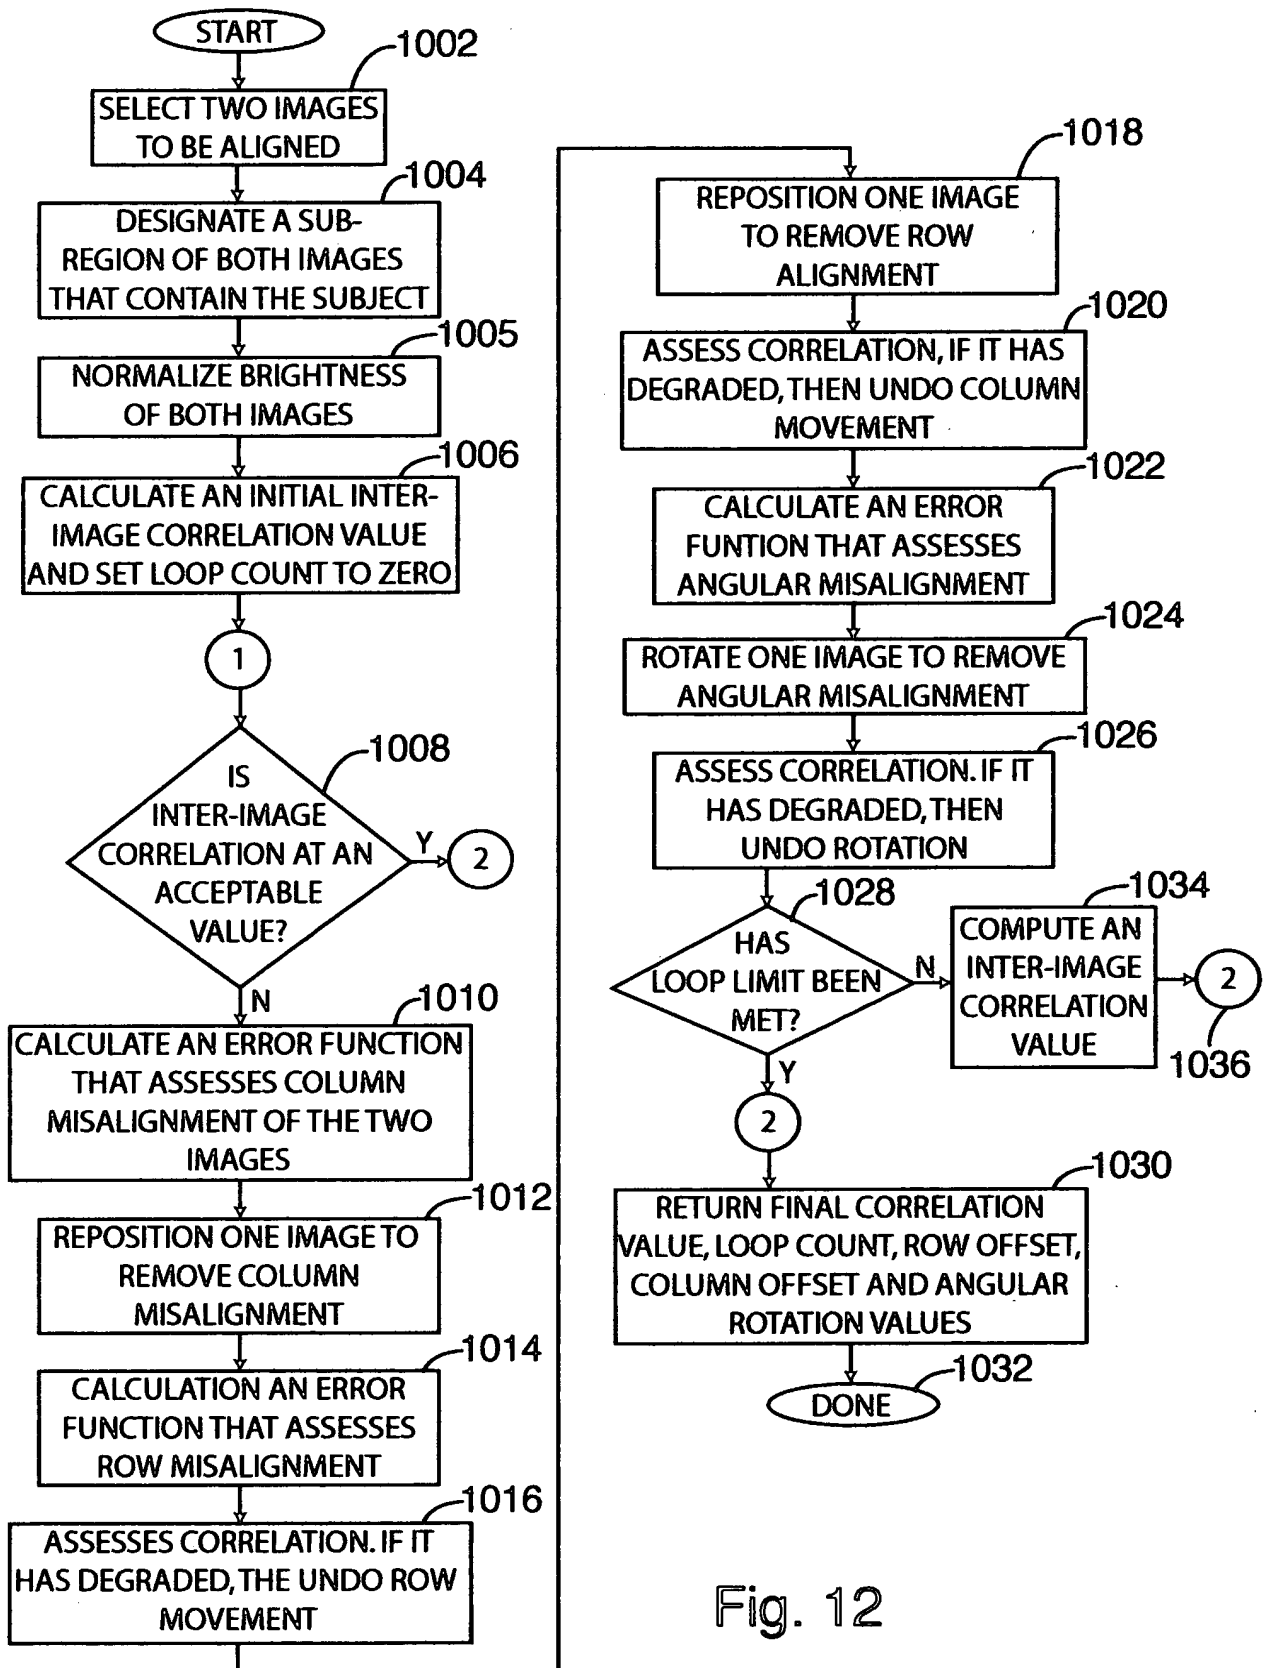 START
1002
SELECT TWO IMAGES
TO BE ALIGNED
1004
DESIGNATE A SUB-
REGION OF BOTH IMAGES
THAT CONTAIN THE SUBJECT
1005
NORMALIZE BRIGHTNESS
OF BOTH IMAGES
1006
CALCULATE AN INITIAL INTER-
IMAGE CORRELATION VALUE
AND SET LOOP COUNT TO ZERO
1
1008
IS
INTER-IMAGE
CORRELATION AT AN
ACCEPTABLE
VALUE?
Y
2
N
1010
CALCULATE AN ERROR FUNCTION
THAT ASSESSES COLUMN
MISALIGNMENT OF THE TWO
IMAGES
1012
REPOSITION ONE IMAGE TO
REMOVE COLUMN
MISALIGNMENT
1014
CALCULATION AN ERROR
FUNCTION THAT ASSESSES
ROW MISALIGNMENT
1016
ASSESSES CORRELATION. IF IT
HAS DEGRADED, THE UNDO ROW
MOVEMENT
1018
REPOSITION ONE IMAGE
TO REMOVE ROW
ALIGNMENT
1020
ASSESS CORRELATION, IF IT HAS
DEGRADED, THEN UNDO COLUMN
MOVEMENT
1022
CALCULATE AN ERROR
FUNTION THAT ASSESSES
ANGULAR MISALIGNMENT
1024
ROTATE ONE IMAGE TO REMOVE
ANGULAR MISALIGNMENT
1026
ASSESS CORRELATION. IF IT
HAS DEGRADED, THEN
UNDO ROTATION
1028
HAS
LOOP LIMIT BEEN
MET?
N
1034
COMPUTE AN
INTER-IMAGE
CORRELATION
VALUE
2
1036
Y
2
1030
RETURN FINAL CORRELATION
VALUE, LOOP COUNT, ROW OFFSET,
COLUMN OFFSET AND ANGULAR
ROTATION VALUES
1032
DONE
Fig. 12